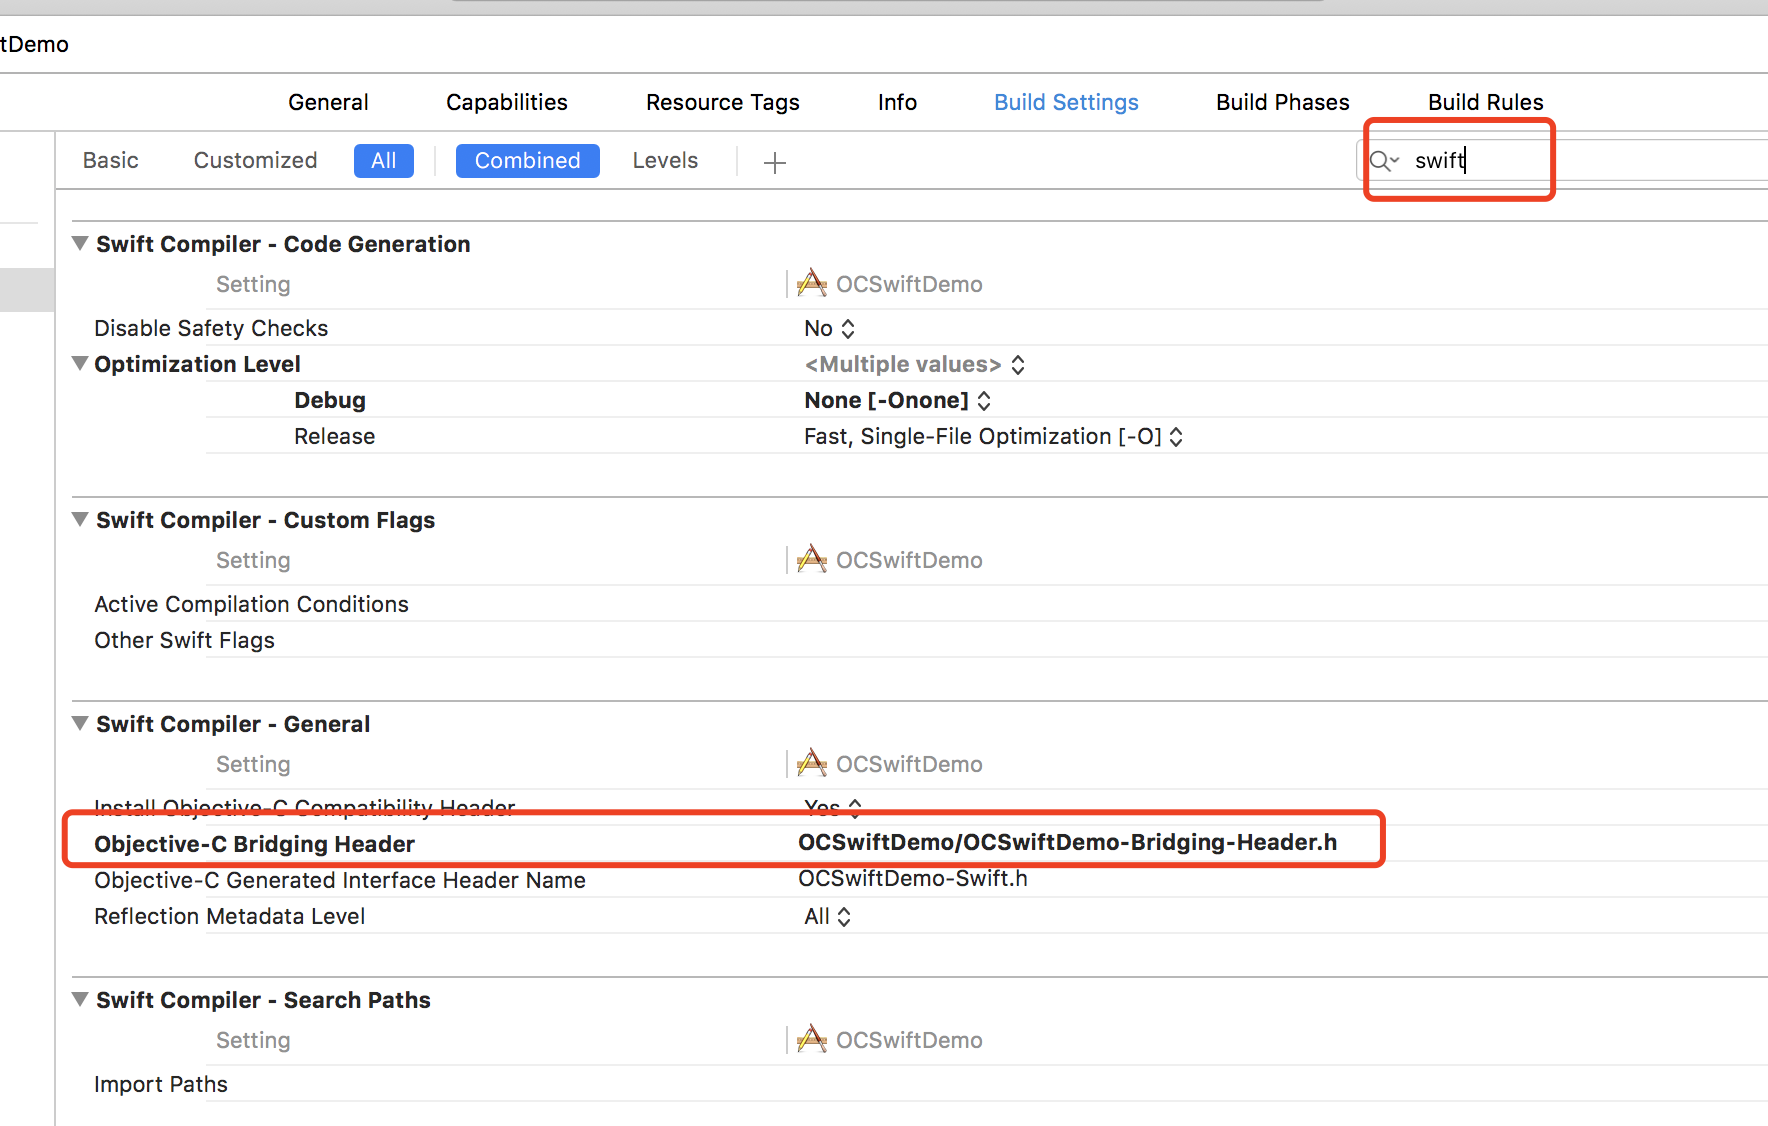 tDemo
General Capabilities Resource Tags Info Build Settings Build Phases Build Rules
Basic Customized All Combined Levels + swift
Swift Compiler - Code Generation
Setting OCSwiftDemo
Disable Safety Checks No
Optimization Level <Multiple values>
Debug None [-Onone]
Release Fast, Single-File Optimization [-O]
Swift Compiler - Custom Flags
Setting OCSwiftDemo
Active Compilation Conditions
Other Swift Flags
Swift Compiler - General
Setting OCSwiftDemo
Install Objective-C Compatibility Header Yes
Objective-C Bridging Header OCSwiftDemo/OCSwiftDemo-Bridging-Header.h
Objective-C Generated Interface Header Name OCSwiftDemo-Swift.h
Reflection Metadata Level All
Swift Compiler - Search Paths
Setting OCSwiftDemo
Import Paths